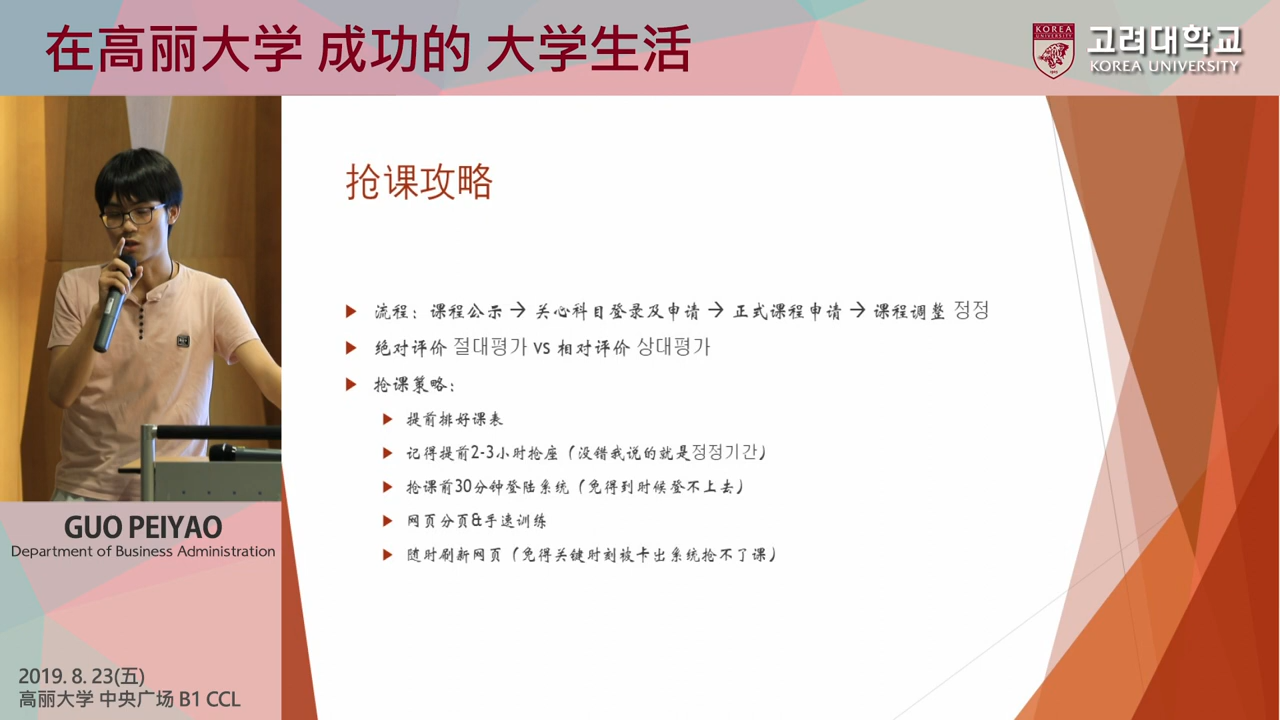 在高丽大学 成功的 大学生活
KOREA
UNIVERSITY
고려대학교
KOREA UNIVERSITY
抢课攻略
流程：课程公示 → 关心科目登录及申请 → 正式课程申请 → 课程调整 정정
绝对评价 절대평가 VS 相对评价 상대평가
抢课策略：
提前排好课表
记得提前2-3小时抢座（没错我说的就是정정기간）
抢课前30分钟登陆系统（免得到时候登不上去）
网页分页&手速训练
随时刷新网页（免得关键时刻被卡出系统抢不了课）
GUO PEIYAO
Department of Business Administration
2019. 8. 23(五)
高丽大学 中央广场 B1 CCL